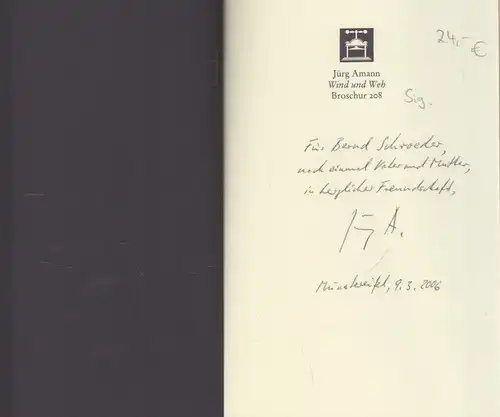 24,- €
Jürg Amann
Wind und Weh
Broschur 208
Sig.
Für Bernd Schroeder,
noch einmal Vater und Mutter,
in herzlicher Freundschaft,
Jürg A.
Münstereifel, 9.3.2006